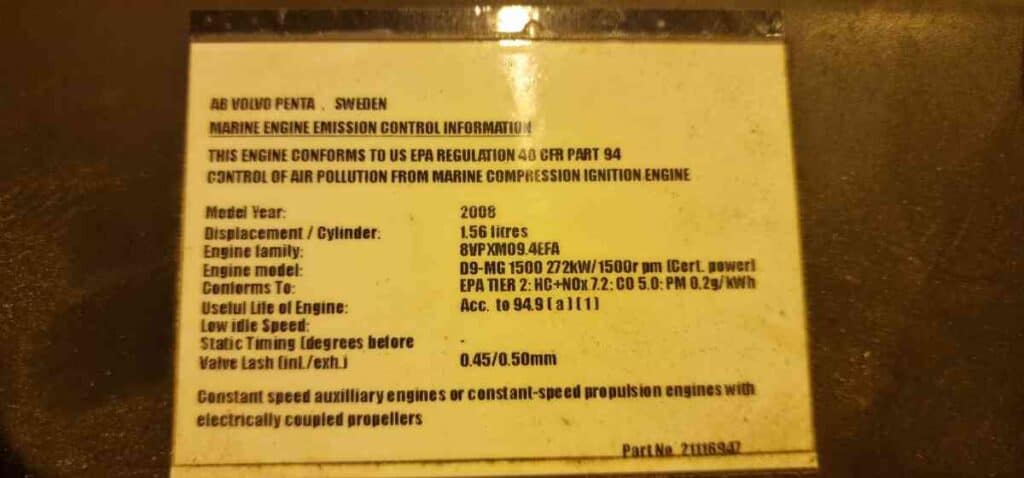 AB VOLVO PENTA . SWEDEN
MARINE ENGINE EMISSION CONTROL INFORMATION
THIS ENGINE CONFORMS TO US EPA REGULATION 40 CFR PART 94
CONTROL OF AIR POLLUTION FROM MARINE COMPRESSION IGNITION ENGINE
Model Year: 2008
Displacement / Cylinder: 1.56 litres
Engine family: 8VPXM09.4EFA
Engine model: D9-MG 1500 272kW/1500r pm (Cert. power)
Conforms To: EPA TIER 2: HC+NOx 7.2: CO 5.0: PM 0.2g/kWh
Useful Life of Engine: Acc. to 94.9 ( a ) ( 1 )
Low idle Speed:
Static Timing (degrees before -
Valve Lash (inl./exh.) 0.45/0.50mm
Constant speed auxilliary engines or constant-speed propulsion engines with
electrically coupled propellers
Part No 21116947